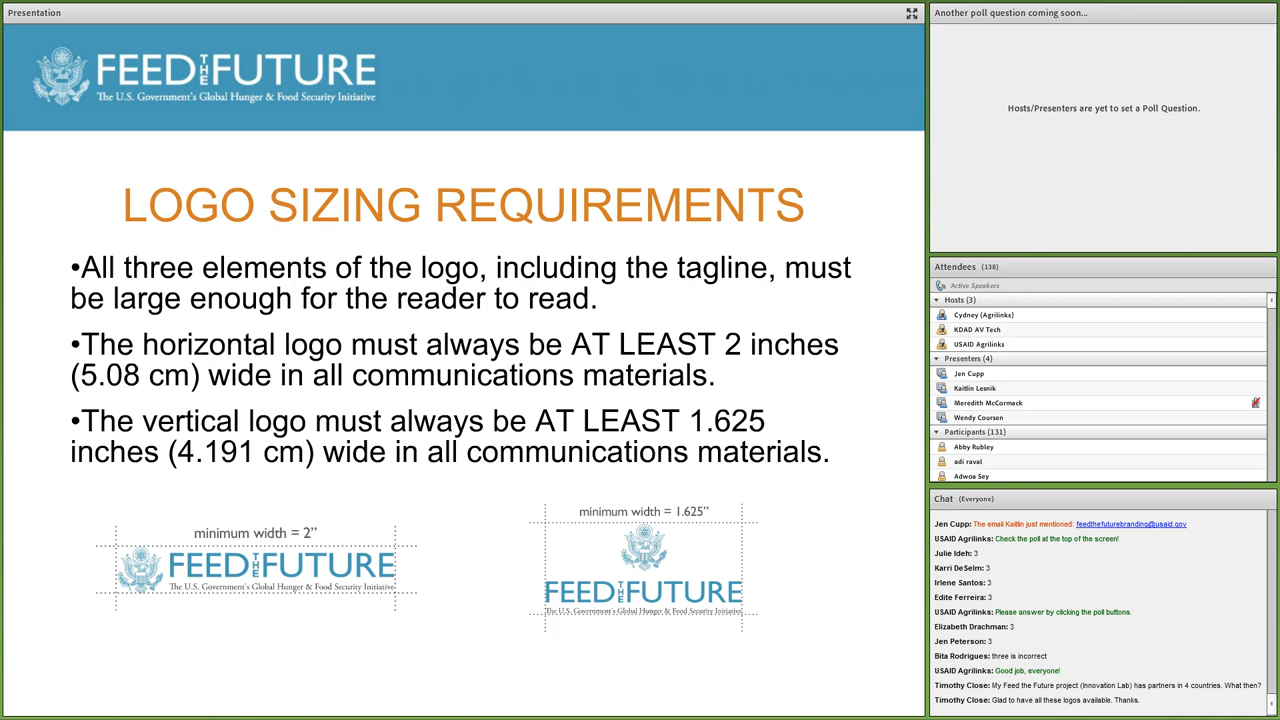 Presentation
FEED THE FUTURE
The U.S. Government's Global Hunger & Food Security Initiative
LOGO SIZING REQUIREMENTS
•All three elements of the logo, including the tagline, must
be large enough for the reader to read.
•The horizontal logo must always be AT LEAST 2 inches
(5.08 cm) wide in all communications materials.
•The vertical logo must always be AT LEAST 1.625
inches (4.191 cm) wide in all communications materials.
minimum width = 2”
FEED THE FUTURE
The U.S. Government's Global Hunger & Food Security Initiative
minimum width = 1.625”
FEED THE FUTURE
The U.S. Government's Global Hunger & Food Security Initiative
Another poll question coming soon...
Hosts/Presenters are yet to set a Poll Question.
Attendees (138)
Active Speakers
Hosts (3)
Cydney (Agrilinks)
KDAD AV Tech
USAID Agrilinks
Presenters (4)
Jen Cupp
Kaitlin Lesnik
Meredith McCormack
Wendy Coursen
Participants (131)
Abby Rubley
adi raval
Adwoa Sey
Chat (Everyone)
Jen Cupp: The email Kaitlin just mentioned: feedthefuturebranding@usaid.gov
USAID Agrilinks: Check the poll at the top of the screen!
Julie Ideh: 3
Karri DeSelm: 3
Irlene Santos: 3
Edite Ferreira: 3
USAID Agrilinks: Please answer by clicking the poll buttons.
Elizabeth Drachman: 3
Jen Peterson: 3
Bita Rodrigues: three is incorrect
USAID Agrilinks: Good job, everyone!
Timothy Close: My Feed the Future project (Innovation Lab) has partners in 4 countries. What then?
Timothy Close: Glad to have all these logos available. Thanks.